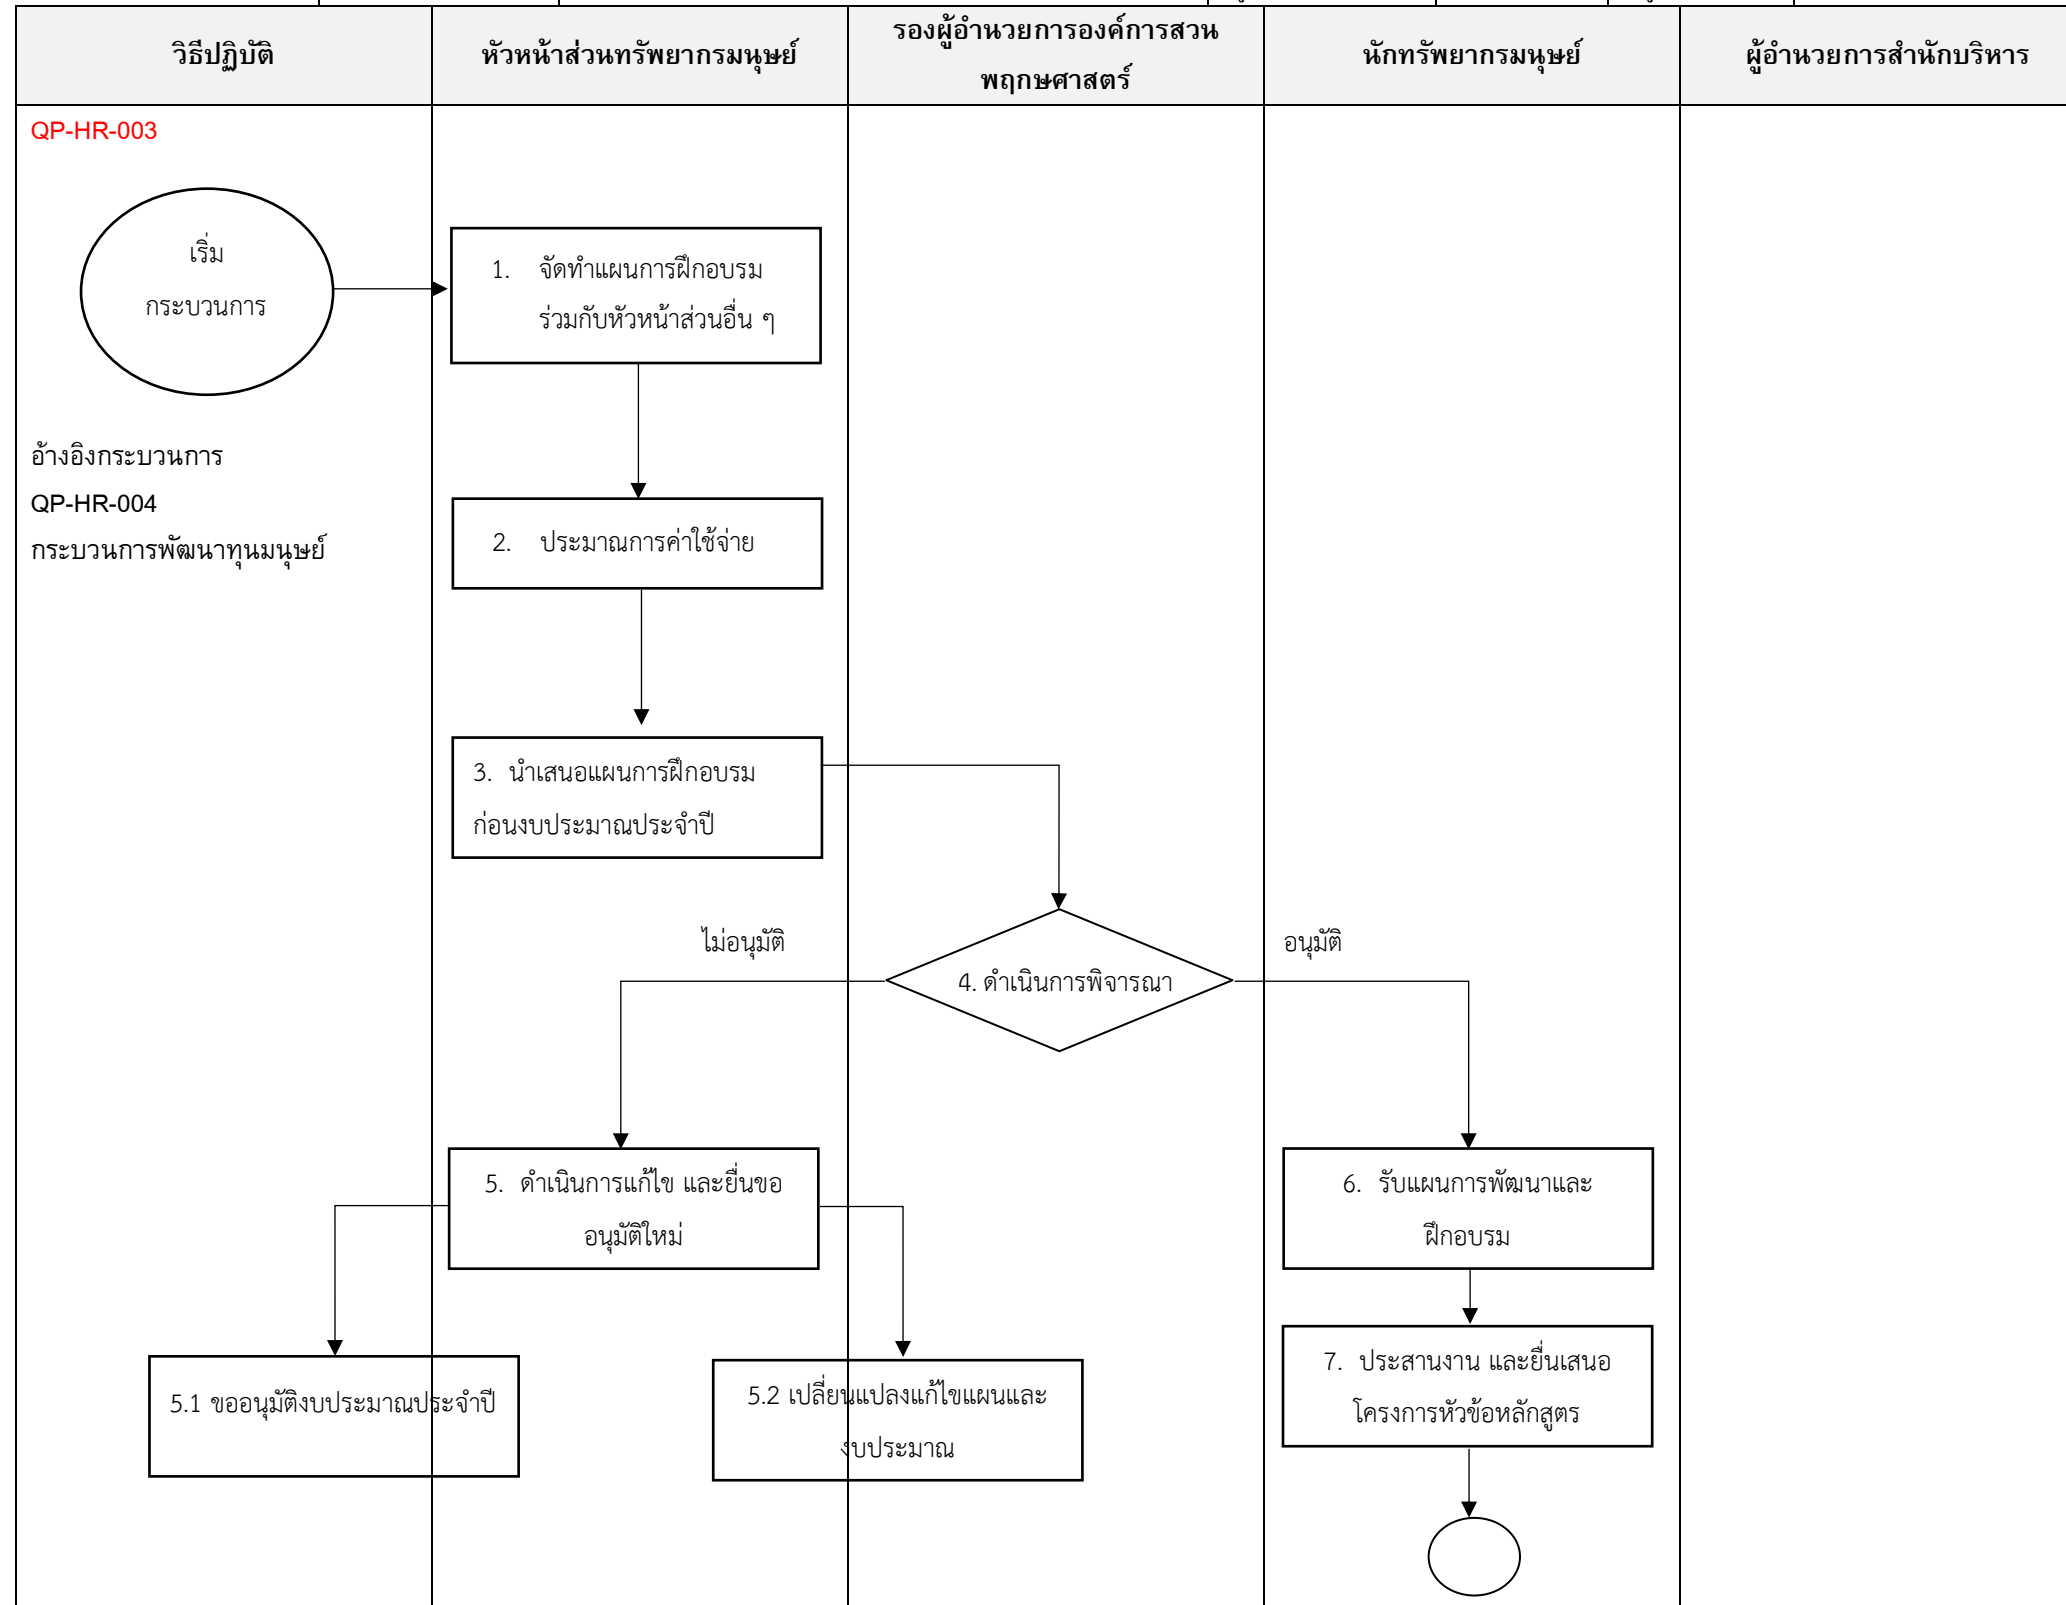 วิธีปฏิบัติ
หัวหน้าส่วนทรัพยากรมนุษย์
รองผู้อำนวยการองค์การสวน
พฤกษศาสตร์
นักทรัพยากรมนุษย์
ผู้อำนวยการสำนักบริหาร
QP-HR-003
เริ่ม
กระบวนการ
1. จัดทำแผนการฝึกอบรม
ร่วมกับหัวหน้าส่วนอื่น ๆ
อ้างอิงกระบวนการ
QP-HR-004
กระบวนการพัฒนาทุนมนุษย์
2. ประมาณการค่าใช้จ่าย
3. นำเสนอแผนการฝึกอบรม
ก่อนงบประมาณประจำปี
ไม่อนุมัติ
อนุมัติ
4. ดำเนินการพิจารณา
5. ดำเนินการแก้ไข และยื่นขอ
อนุมัติใหม่
6. รับแผนการพัฒนาและ
ฝึกอบรม
5.1 ขออนุมัติงบประมาณประจำปี
5.2 เปลี่ยนแปลงแก้ไขแผนและ
งบประมาณ
7. ประสานงาน และยื่นเสนอ
โครงการหัวข้อหลักสูตร